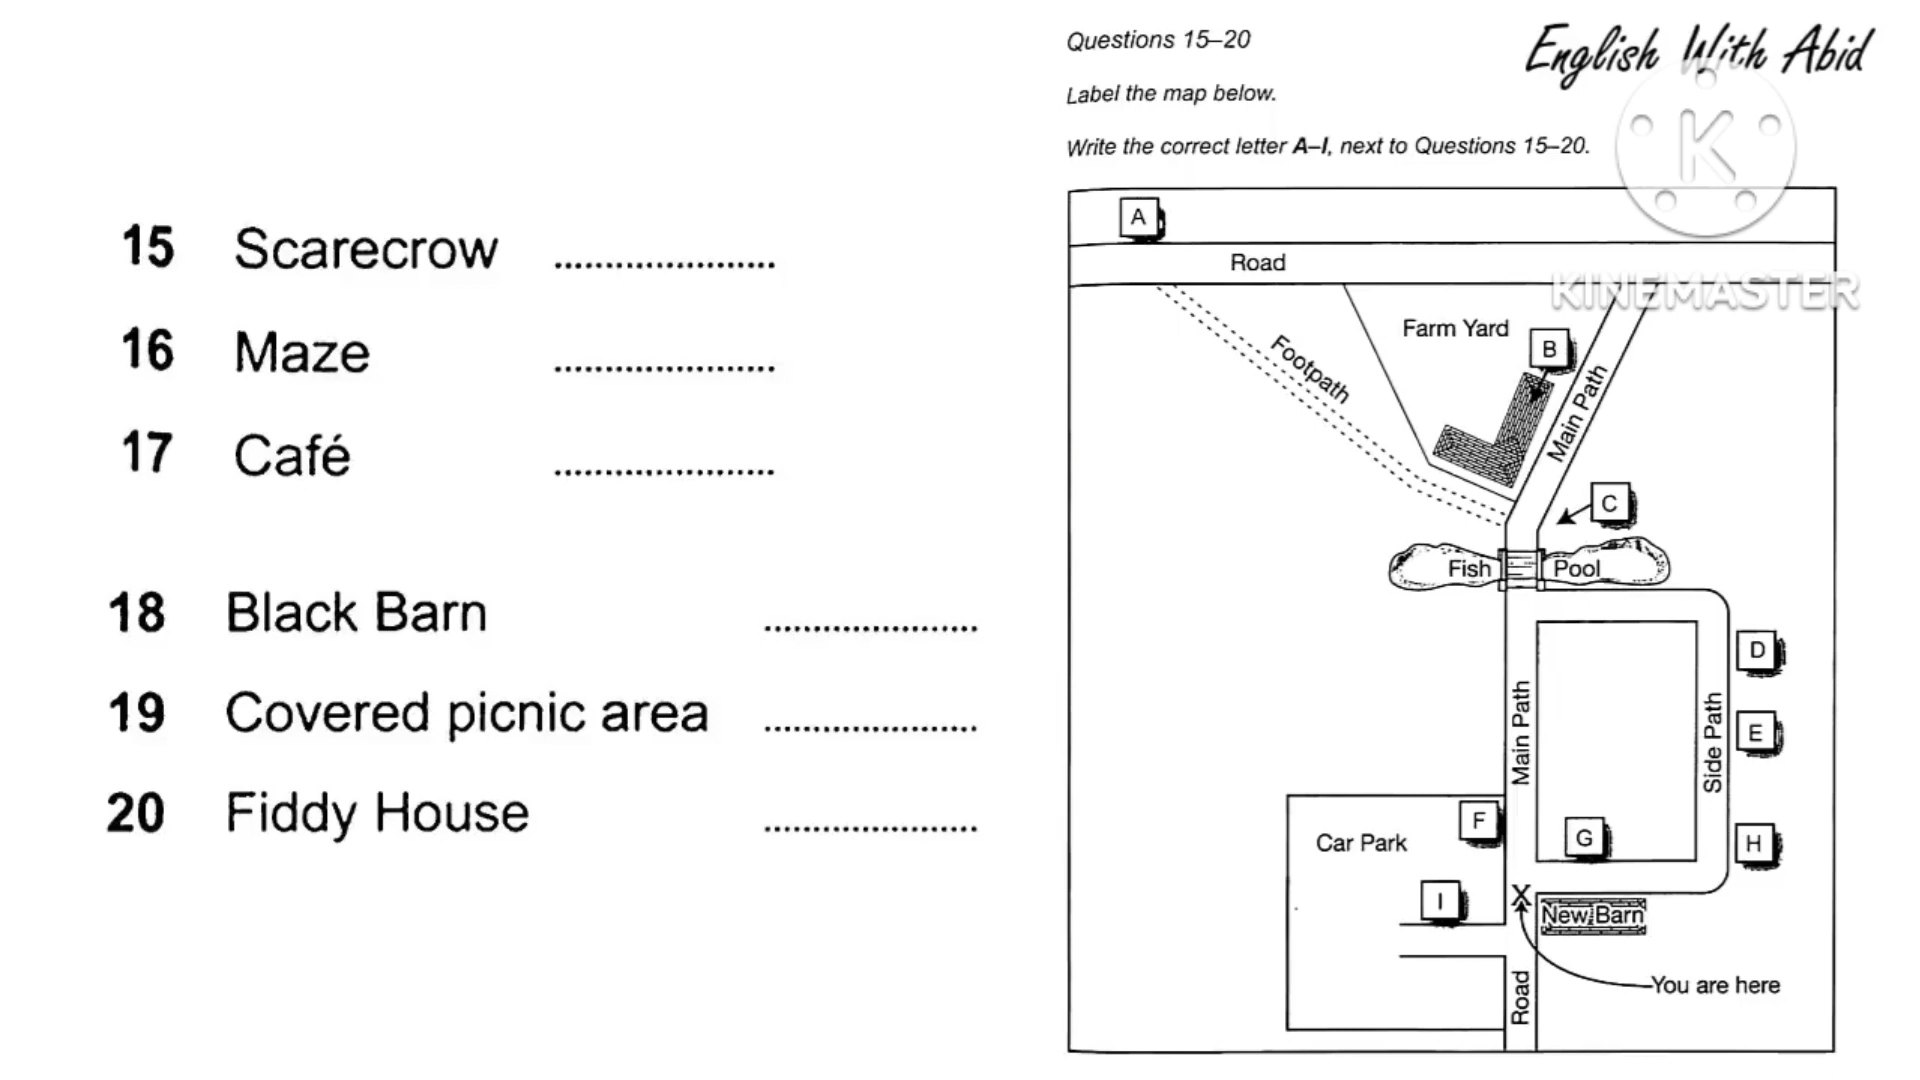 Questions 15–20
English With Abid
Label the map below.
Write the correct letter A–I, next to Questions 15–20.
K
KINEMASTER
15 Scarecrow ......................
16 Maze ......................
17 Café ......................
18 Black Barn ......................
19 Covered picnic area ......................
20 Fiddy House ......................
A
Road
Farm Yard
B
Footpath
Main Path
C
Fish Pool
D
Main Path
Side Path
E
F
Car Park
G
H
I
X
New Barn
You are here
Road